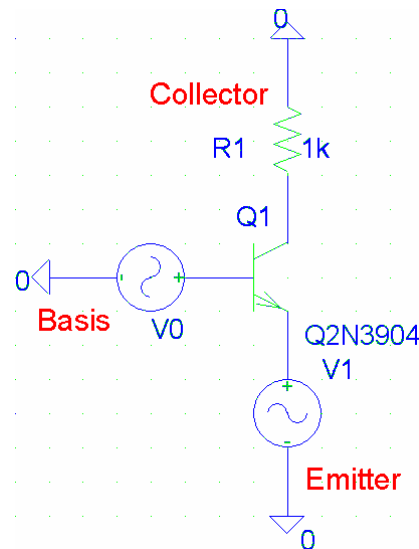 0
Collector
R1 1k
Q1
0 - +
Basis
V0
Q2N3904
V1
+
-
Emitter
0